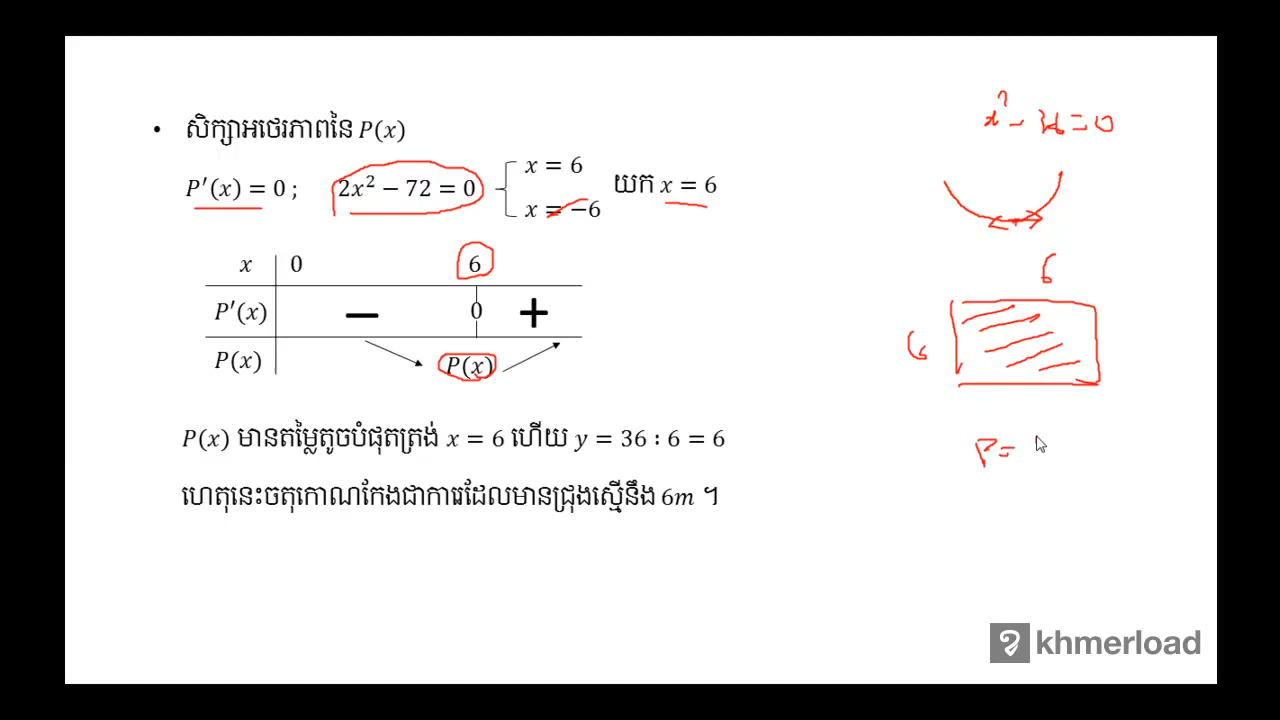 • សិក្សាអថេរភាពនៃ P(x)
P′(x) = 0 ; 2x² − 72 = 0 x = 6 យក x = 6
x = −6
x 0 6
P′(x) − 0 +
P(x) P(x)
P(x) មានតម្លៃតូចបំផុតត្រង់ x = 6 ហើយ y = 36 : 6 = 6
ហេតុនេះចតុកោណកែងជាការេដែលមានជ្រុងស្មើនឹង 6m ។
x² − 36 = 0
6
6
P =
khmerload